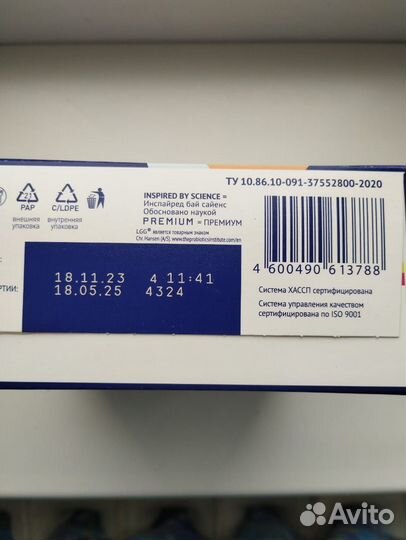 ТУ 10.86.10-091-37552800-2020
21
PAP
C/LDPE
внешняя
упаковка
внутренняя
упаковка
INSPIRED BY SCIENCE =
Инспайред бай сайенс
Обосновано наукой
PREMIUM = ПРЕМИУМ
LGG® является товарным знаком
Chr. Hansen (A/S) www.theprobioticsinstitute.com/en
4 600490 613788
18.11.23 4 11:41
18.05.25 4324
Система ХАССП сертифицирована
Система управления качеством
сертифицирована по ISO 9001
Avito